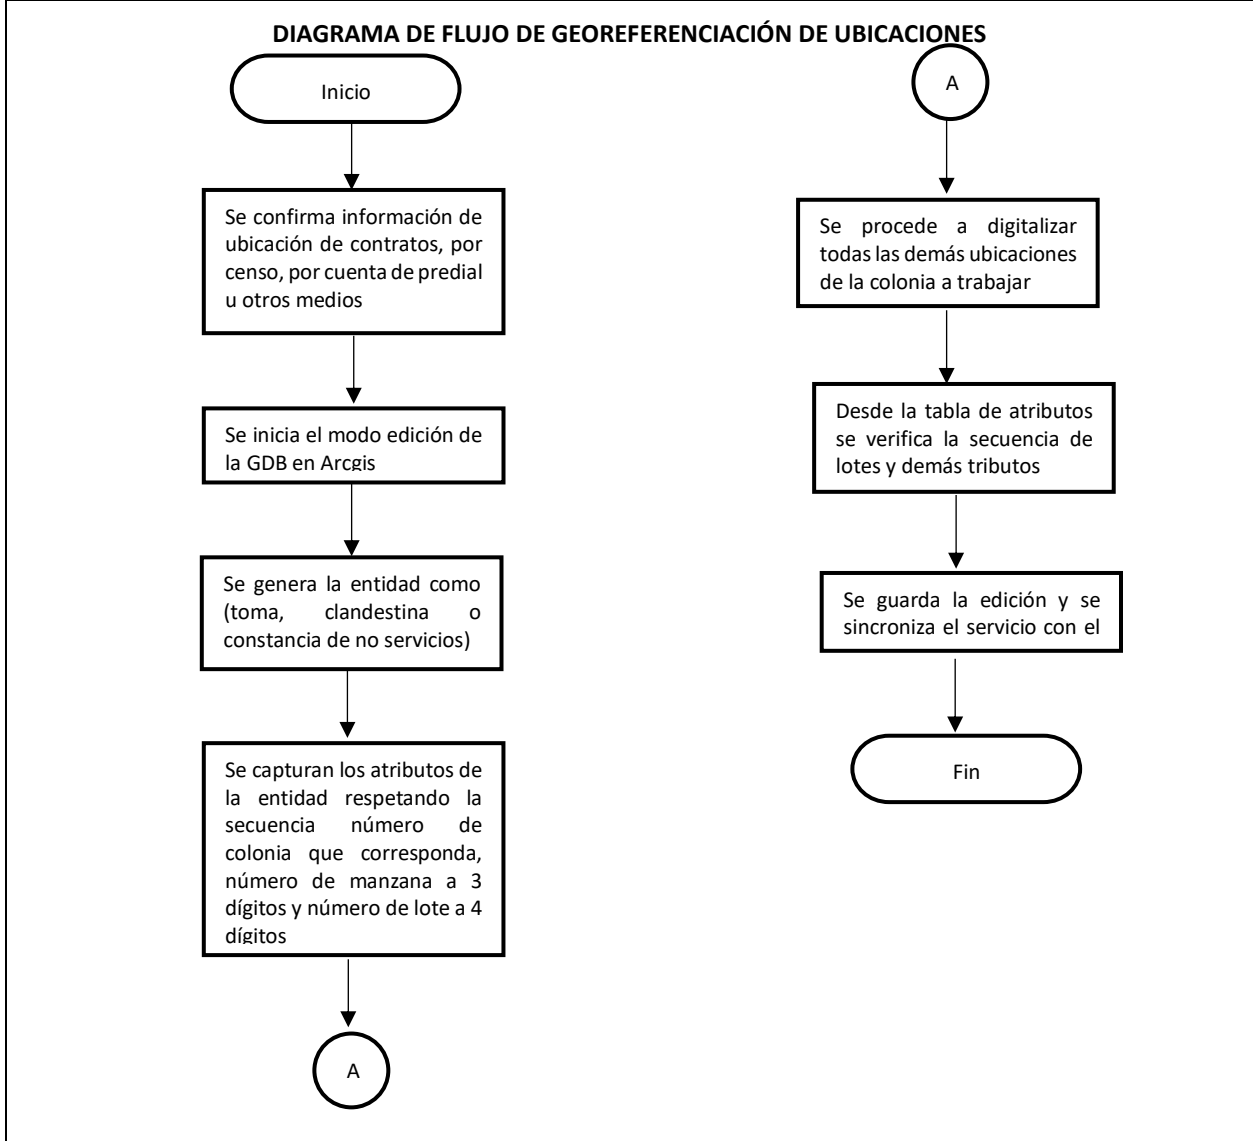 DIAGRAMA DE FLUJO DE GEOREFERENCIACIÓN DE UBICACIONES
Inicio
Se confirma información de
ubicación de contratos, por
censo, por cuenta de predial
u otros medios
Se inicia el modo edición de
la GDB en Arcgis
Se genera la entidad como
(toma, clandestina o
constancia de no servicios)
Se capturan los atributos de
la entidad respetando la
secuencia número de
colonia que corresponda,
número de manzana a 3
dígitos y número de lote a 4
dígitos
A
A
Se procede a digitalizar
todas las demás ubicaciones
de la colonia a trabajar
Desde la tabla de atributos
se verifica la secuencia de
lotes y demás tributos
Se guarda la edición y se
sincroniza el servicio con el
Fin